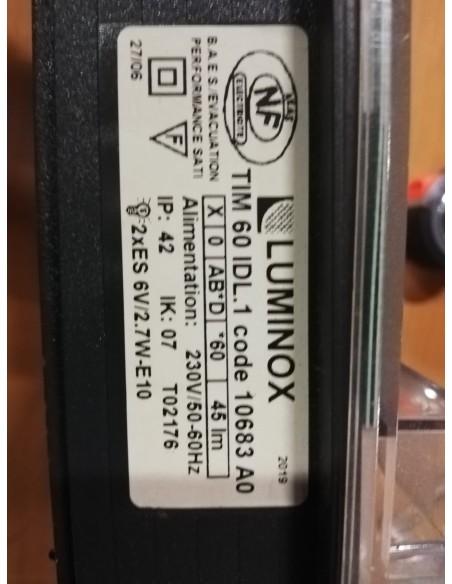 LUMINOX
2019
TIM 60 IDL.1 code 10683 A0
X 0 AB*D *60 45 lm
Alimentation: 230V/50-60Hz
IP: 42 IK: 07 T02176
2xES 6V/2.7W-E10
NF
ELECTRICITE
B.A.E.S./EVACUATION
PERFORMANCE SATI
F
27/06